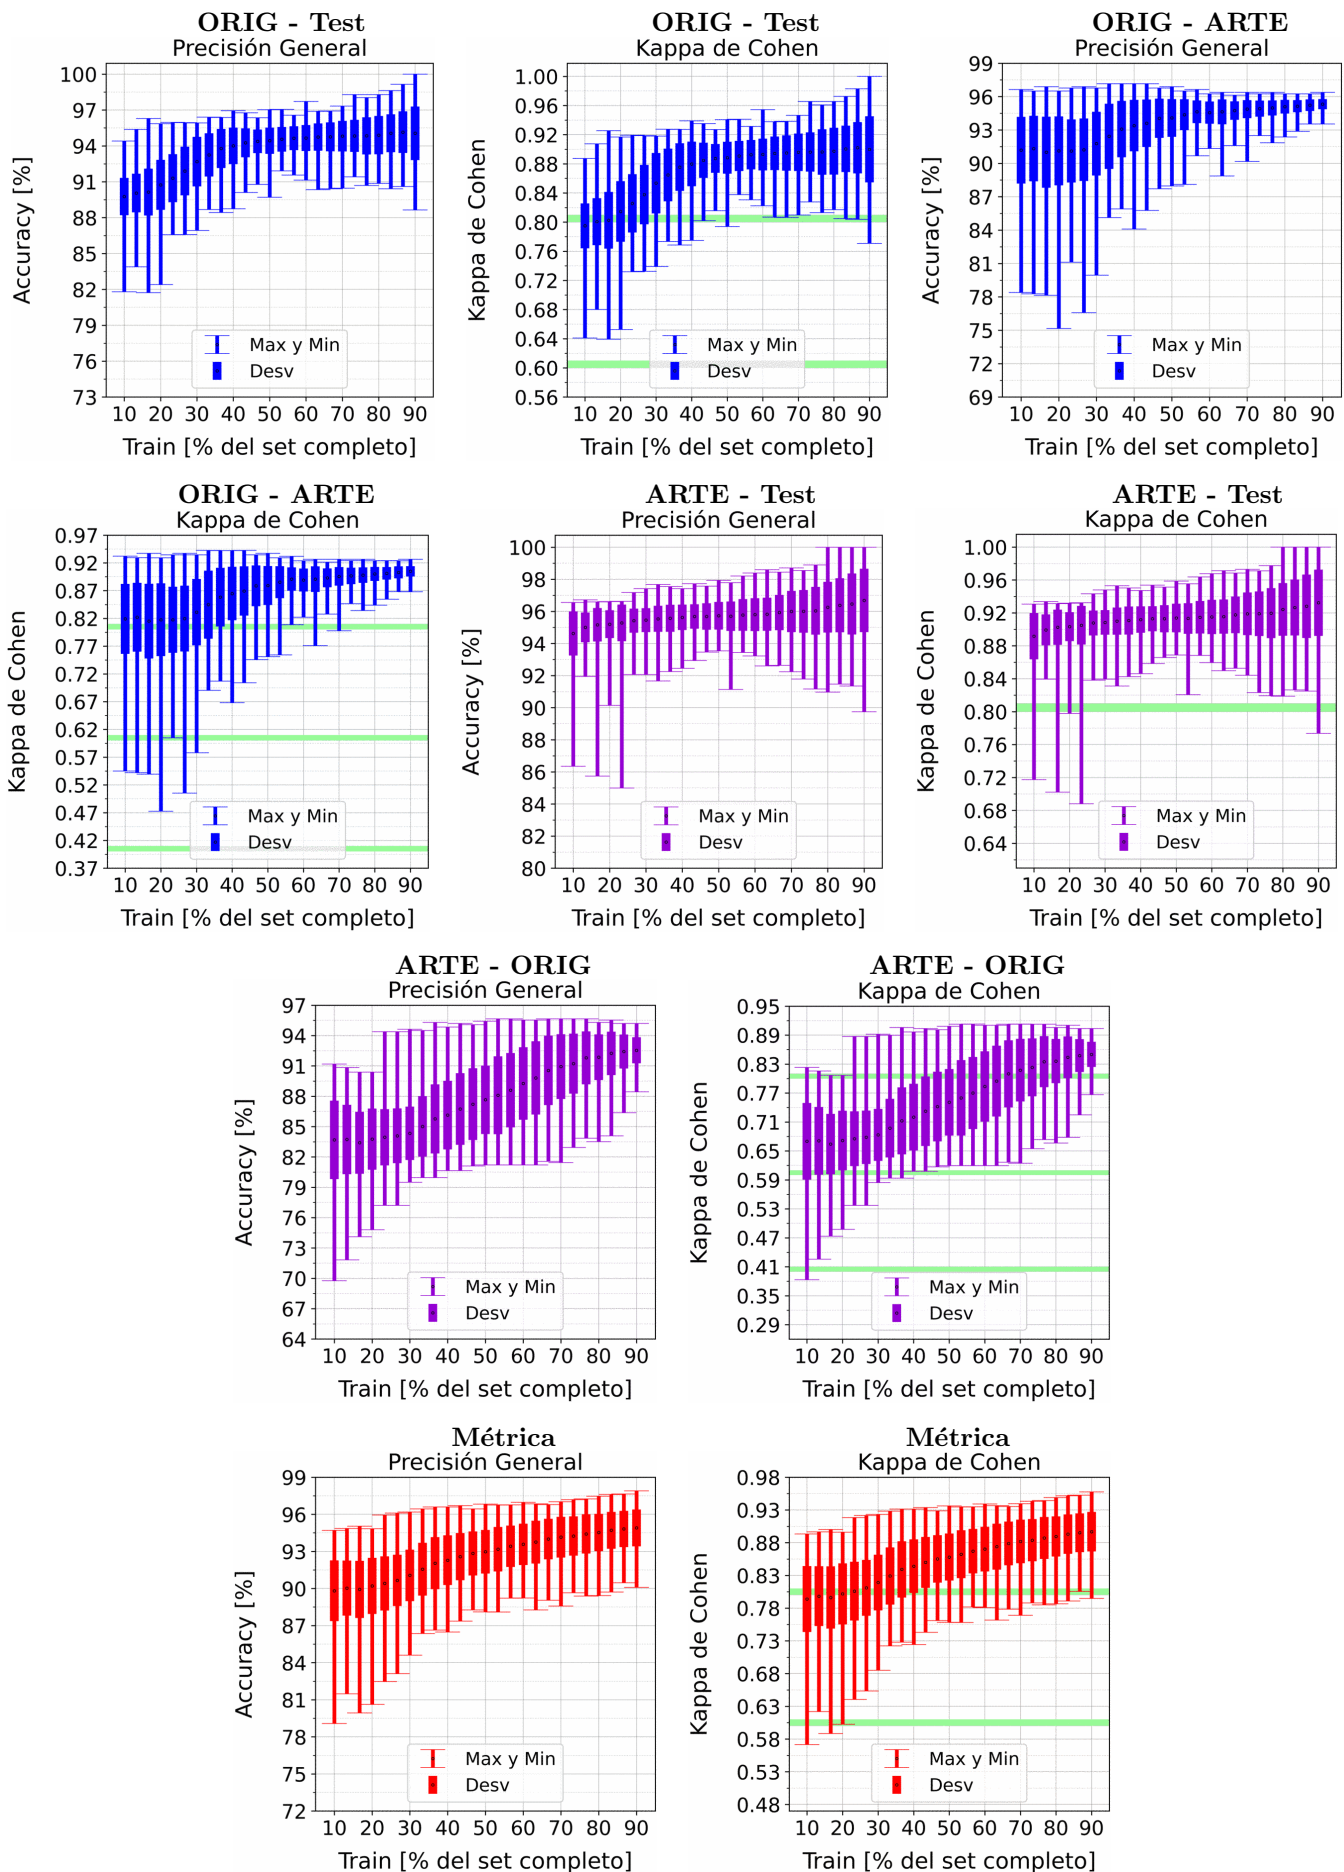 ORIG - Test
Precisión General
Accuracy [%]
100
97
94
91
88
85
82
79
76
73
Max y Min
Desv
10 20 30 40 50 60 70 80 90
Train [% del set completo]
ORIG - Test
Kappa de Cohen
Kappa de Cohen
1.00
0.96
0.92
0.88
0.84
0.80
0.76
0.72
0.68
0.64
0.60
0.56
Max y Min
Desv
10 20 30 40 50 60 70 80 90
Train [% del set completo]
ORIG - ARTE
Precisión General
Accuracy [%]
99
96
93
90
87
84
81
78
75
72
69
Max y Min
Desv
10 20 30 40 50 60 70 80 90
Train [% del set completo]
ORIG - ARTE
Kappa de Cohen
Kappa de Cohen
0.97
0.92
0.87
0.82
0.77
0.72
0.67
0.62
0.57
0.52
0.47
0.42
0.37
Max y Min
Desv
10 20 30 40 50 60 70 80 90
Train [% del set completo]
ARTE - Test
Precisión General
Accuracy [%]
100
98
96
94
92
90
88
86
84
82
80
Max y Min
Desv
10 20 30 40 50 60 70 80 90
Train [% del set completo]
ARTE - Test
Kappa de Cohen
Kappa de Cohen
1.00
0.96
0.92
0.88
0.84
0.80
0.76
0.72
0.68
0.64
Max y Min
Desv
10 20 30 40 50 60 70 80 90
Train [% del set completo]
ARTE - ORIG
Precisión General
Accuracy [%]
97
94
91
88
85
82
79
76
73
70
67
64
Max y Min
Desv
10 20 30 40 50 60 70 80 90
Train [% del set completo]
ARTE - ORIG
Kappa de Cohen
Kappa de Cohen
0.95
0.89
0.83
0.77
0.71
0.65
0.59
0.53
0.47
0.41
0.35
0.29
Max y Min
Desv
10 20 30 40 50 60 70 80 90
Train [% del set completo]
Métrica
Precisión General
Accuracy [%]
99
96
93
90
87
84
81
78
75
72
Max y Min
Desv
10 20 30 40 50 60 70 80 90
Train [% del set completo]
Métrica
Kappa de Cohen
Kappa de Cohen
0.98
0.93
0.88
0.83
0.78
0.73
0.68
0.63
0.58
0.53
0.48
Max y Min
Desv
10 20 30 40 50 60 70 80 90
Train [% del set completo]